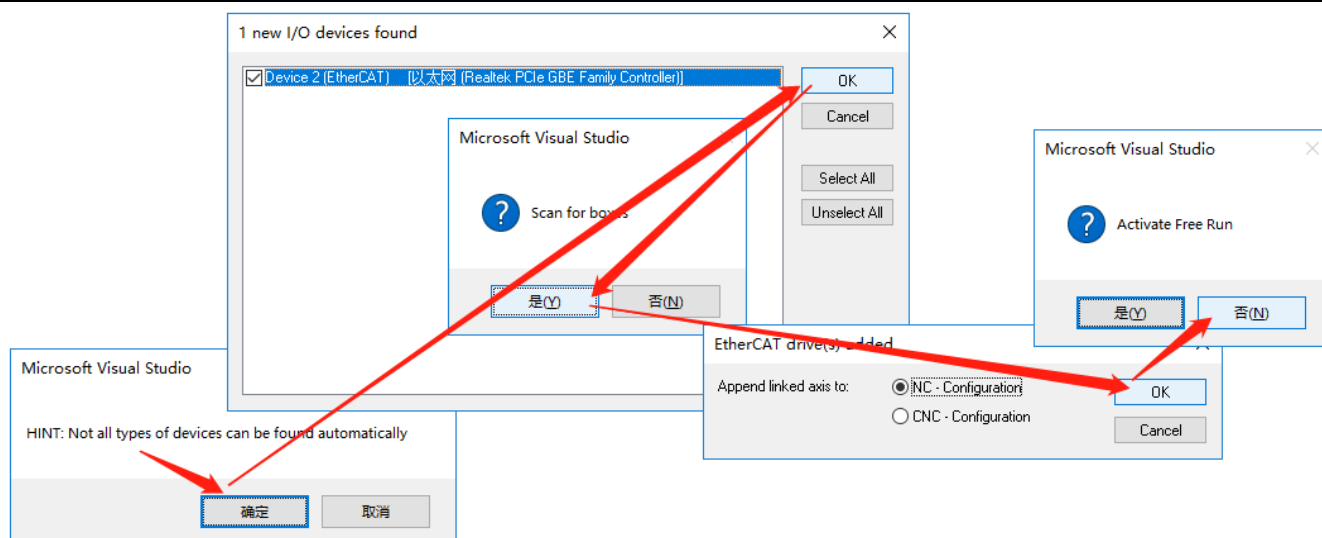 1 new I/O devices found
Device 2 (EtherCAT) [以太网 (Realtek PCIe GBE Family Controller)]
OK
Cancel
Select All
Unselect All
Microsoft Visual Studio
Scan for boxes
是(Y)
否(N)
Microsoft Visual Studio
Activate Free Run
是(Y)
否(N)
EtherCAT drive(s) added
Append linked axis to:
NC - Configuration
CNC - Configuration
OK
Cancel
Microsoft Visual Studio
HINT: Not all types of devices can be found automatically
确定
取消